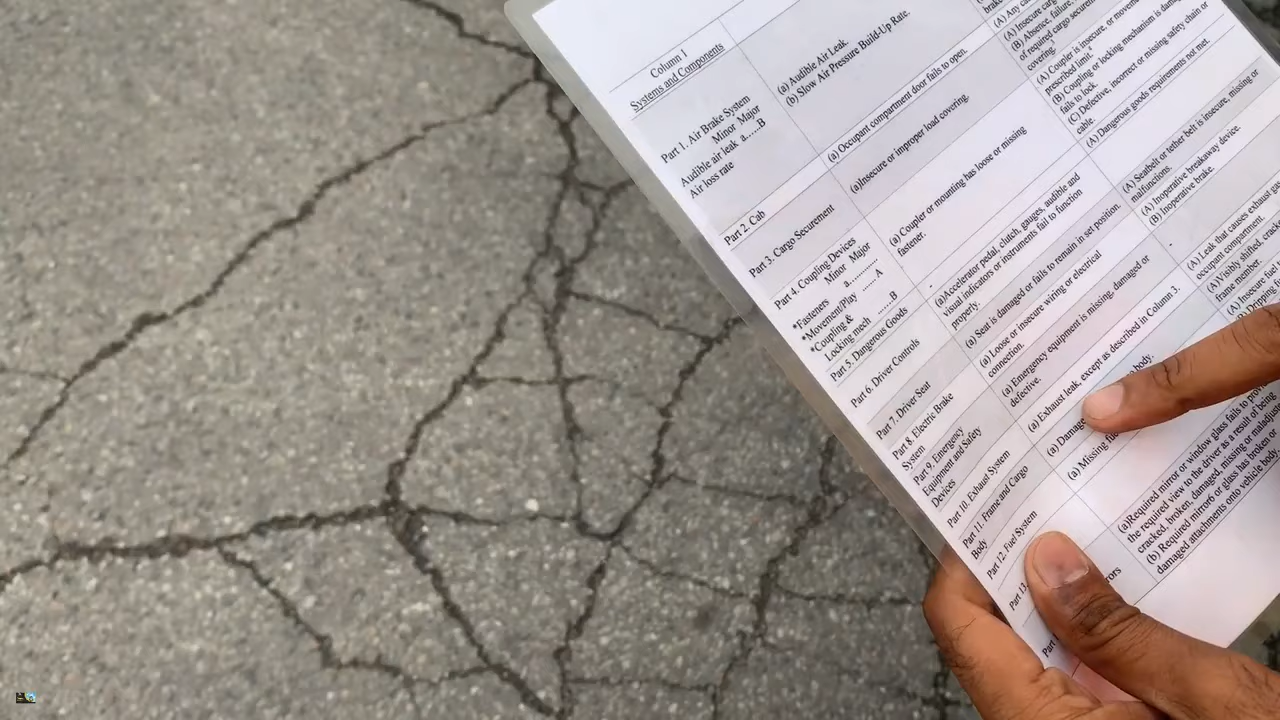 Column 1
Systems and Components
Part 1. Air Brake System
Minor Major
Audible air leak a......B
Air loss rate
(a) Audible Air Leak.
(b) Slow Air Pressure Build-Up Rate.
Part 2. Cab
(a) Occupant compartment door fails to open.
Part 3. Cargo Securement
(a)Insecure or improper load covering.
(B) Absence, failure,
of required cargo
covering.
Part 4. Coupling Devices
Minor Major
*Fasteners a...........
*Movement/Play ....... A
*Coupling &
Locking mech ......B
(a) Coupler or mounting has loose or missing
fastener.
(A) Coupler is insecure, or
prescribed limit.
(B) Coupling or locking mechanism is
fails to lock.
(C) Defective, incorrect or missing safety chain or
cable.
Part 5. Dangerous Goods
-
(A) Dangerous goods requirements not met.
Part 6. Driver Controls
(a)Accelerator pedal, clutch, gauges, audible and
visual indicators or instruments fail to function
properly.
Part 7. Driver Seat
(a) Seat is damaged or fails to remain in set position.
(A) Seatbelt or tether belt is insecure, missing or
malfunctions.
Part 8. Electric Brake
System
(a) Loose or insecure wiring or electrical
connection.
(A) Inoperative breakaway device.
(B) Inoperative brake.
Part 9. Emergency
Equipment and Safety
Devices
(a) Emergency equipment is missing, damaged or
defective.
-
Part 10. Exhaust System
(a) Exhaust leak, except as described in Column 3.
(A) Leak that causes exhaust
occupant compartment.
Part 11. Frame and Cargo
Body
(a) Damage
body.
(A) Visibly shifted,
frame member.
Part 12. Fuel System
(a) Missing
(A) Insecure
Part 13.
(a)Required mirror or window glass fails to
the required view to the driver as a result of being
cracked, broken, damaged, missing or
(b) Required mirror6 or glass has broken or
damaged attachments onto vehicle body.
Part